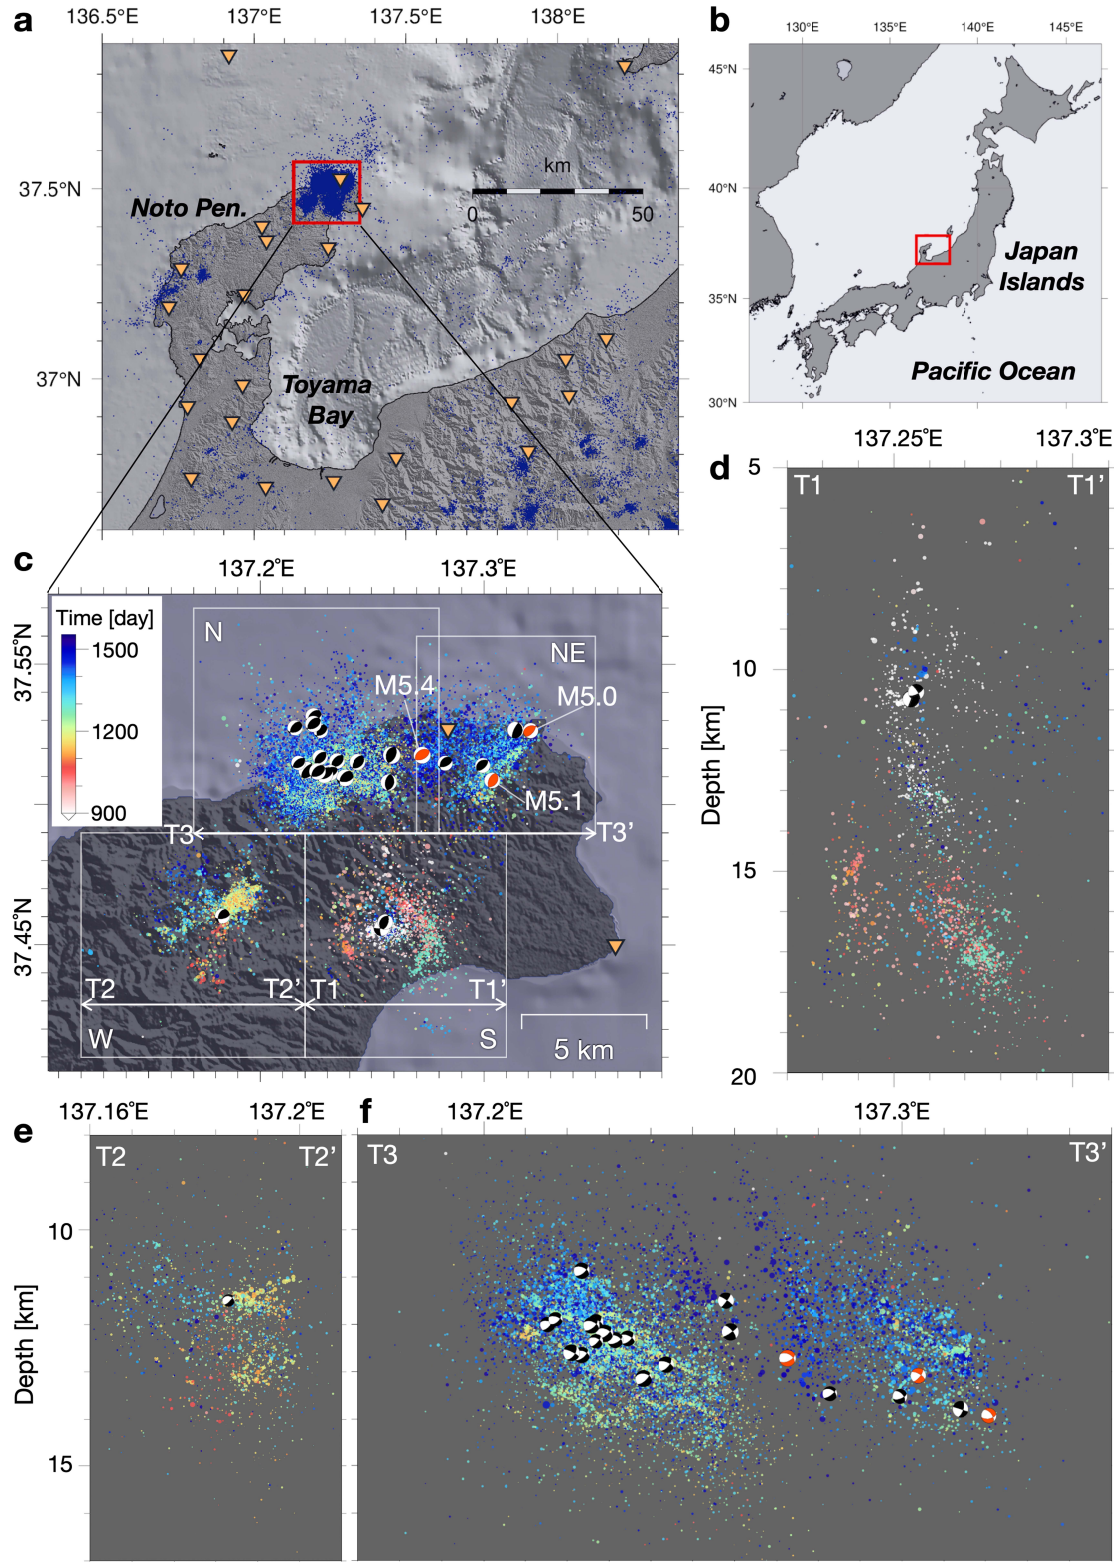 a
136.5°E
137°E
137.5°E
138°E
37.5°N
37°N
Noto Pen.
km
0
50
Toyama
Bay
b
130°E
135°E
140°E
145°E
45°N
40°N
35°N
30°N
Japan
Islands
Pacific Ocean
c
137.2°E
137.3°E
37.55°N
37.45°N
Time [day]
1500
1200
900
N
NE
M5.4
M5.0
M5.1
T3
T3’
T2
T2’
T1
T1’
W
S
5 km
d
137.25°E
137.3°E
T1
T1’
5
10
15
20
Depth [km]
e
137.16°E
137.2°E
T2
T2’
10
15
Depth [km]
f
137.2°E
137.3°E
T3
T3’